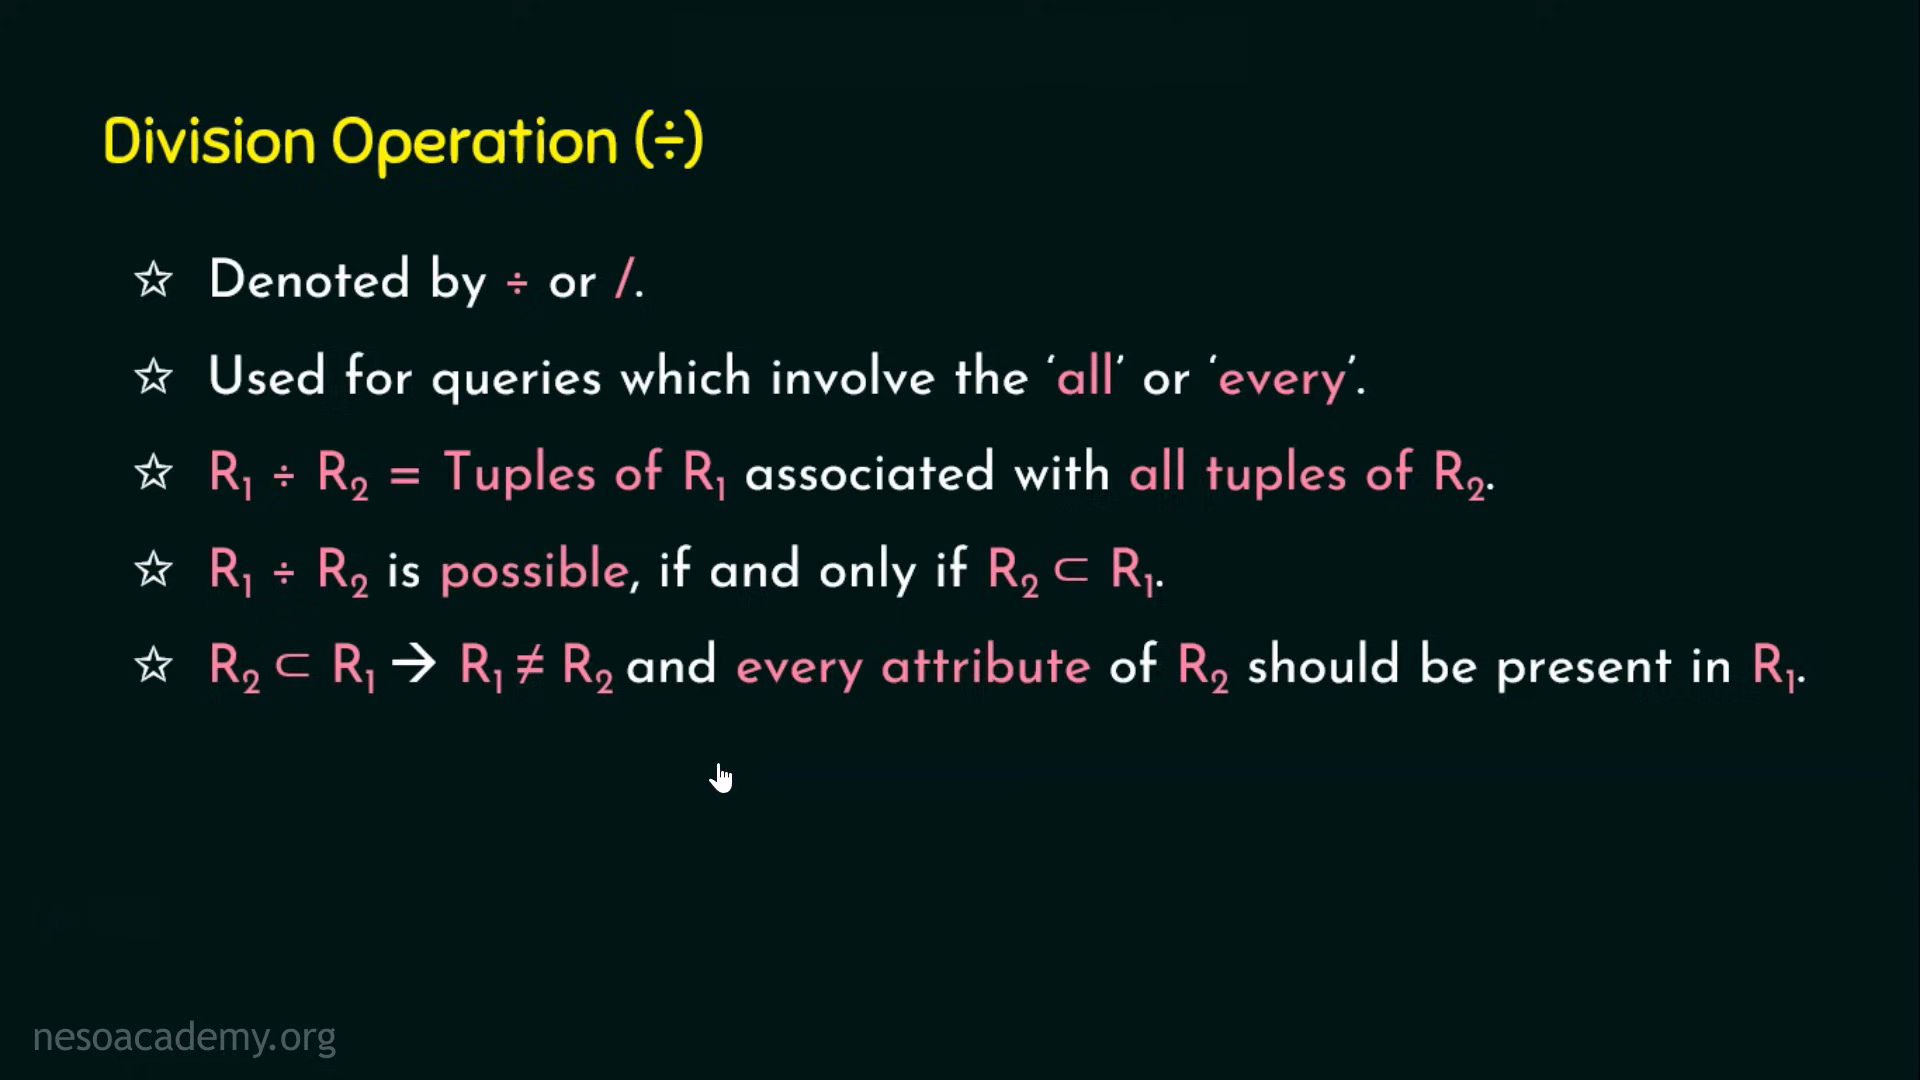 Division Operation (÷)
☆ Denoted by ÷ or /.
☆ Used for queries which involve the ‘all’ or ‘every’.
☆ R₁ ÷ R₂ = Tuples of R₁ associated with all tuples of R₂.
☆ R₁ ÷ R₂ is possible, if and only if R₂ ⊂ R₁.
☆ R₂ ⊂ R₁ → R₁ ≠ R₂ and every attribute of R₂ should be present in R₁.
nesoacademy.org